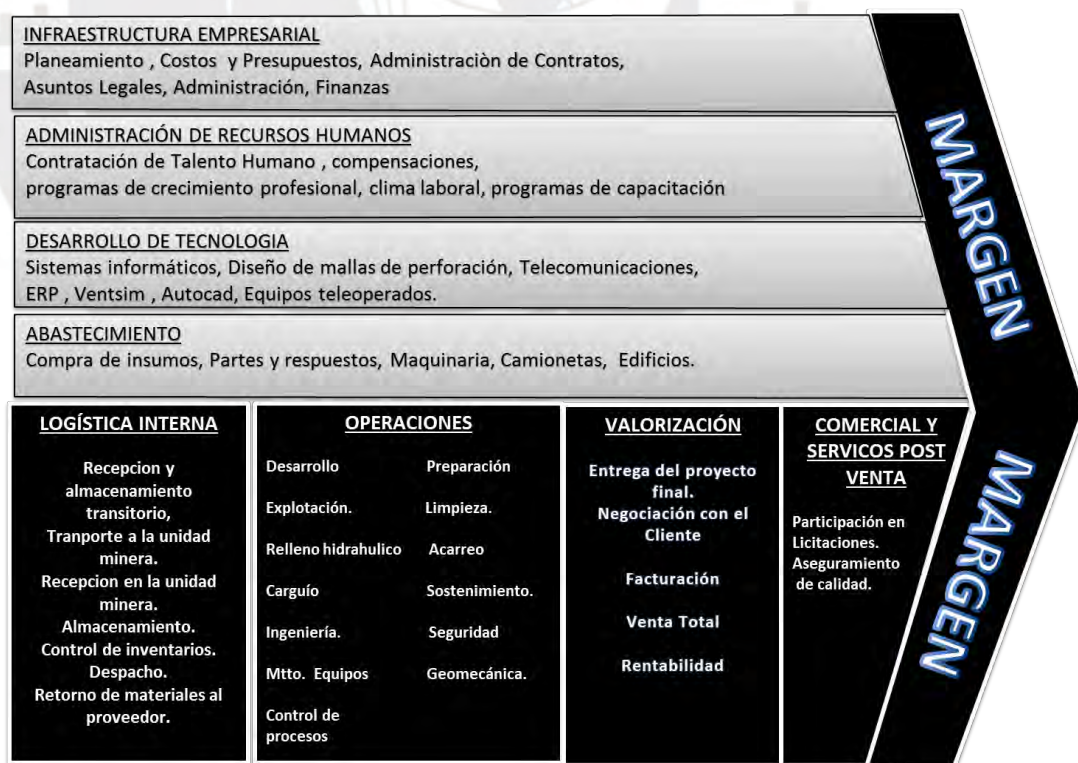 INFRAESTRUCTURA EMPRESARIAL
Planeamiento , Costos y Presupuestos, Administraciòn de Contratos,
Asuntos Legales, Administración, Finanzas
ADMINISTRACIÓN DE RECURSOS HUMANOS
Contratación de Talento Humano , compensaciones,
programas de crecimiento profesional, clima laboral, programas de capacitación
DESARROLLO DE TECNOLOGIA
Sistemas informáticos, Diseño de mallas de perforación, Telecomunicaciones,
ERP , Ventsim , Autocad, Equipos teleoperados.
ABASTECIMIENTO
Compra de insumos, Partes y respuestos, Maquinaria, Camionetas, Edificios.
MARGEN
LOGÍSTICA INTERNA
Recepcion y
almacenamiento
transitorio,
Tranporte a la unidad
minera.
Recepcion en la unidad
minera.
Almacenamiento.
Control de inventarios.
Despacho.
Retorno de materiales al
proveedor.
OPERACIONES
Desarrollo Preparación
Explotación. Limpieza.
Relleno hidrahulico Acarreo
Carguío Sostenimiento.
Ingeniería. Seguridad
Mtto. Equipos Geomecánica.
Control de
procesos
VALORIZACIÓN
Entrega del proyecto
final.
Negociación con el
Cliente
Facturación
Venta Total
Rentabilidad
COMERCIAL Y
SERVICOS POST
VENTA
Participación en
Licitaciones.
Aseguramiento
de calidad.
MARGEN